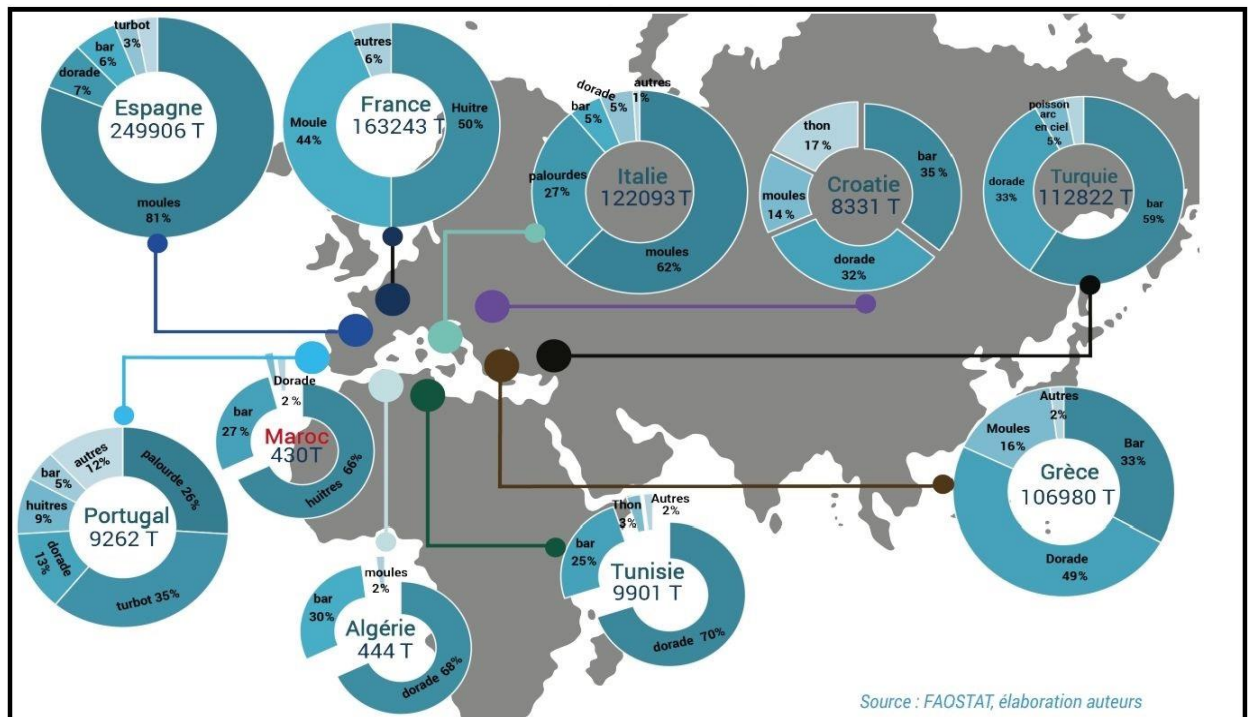 turbot
3%
bar
6%
dorade
7%
Espagne
249906 T
moules
81%
autres
6%
France
163243 T
Huitre
50%
Moule
44%
autres
1%
dorade
5%
bar
5%
palourdes
27%
Italie
122093 T
moules
62%
thon
17 %
bar
35 %
Croatie
8331 T
moules
14 %
dorade
32%
poisson
arc
en ciel
5%
dorade
33%
Turquie
112822 T
bar
59%
Dorade
2 %
bar
27 %
Maroc
430T
huitres 66%
autres
12%
palourde 26%
bar
5%
huitres
9%
Portugal
9262 T
dorade
13%
turbot 35%
moules
2%
bar
30%
Algérie
444 T
dorade 68%
Thon
3%
Autres
2%
bar
25%
Tunisie
9901 T
dorade 70%
Autres
2%
Moules
16%
Bar
33%
Grèce
106980 T
Dorade
49%
Source : FAOSTAT, élaboration auteurs